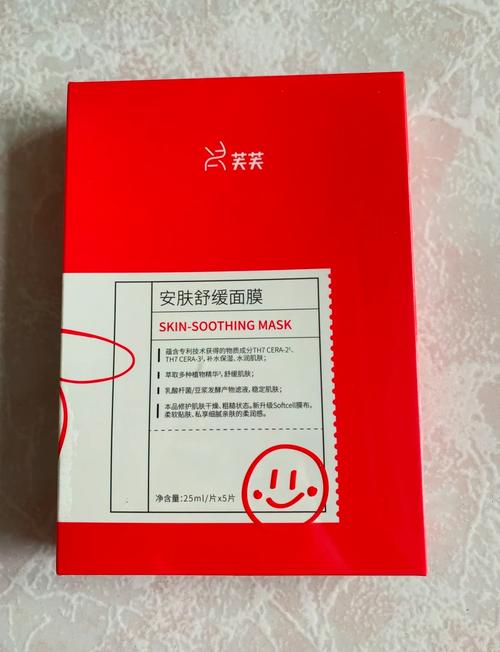 芙芙
安肤舒缓面膜
SKIN-SOOTHING MASK
蕴含专利技术获得的物质成分TH7 CERA-2¹、
TH7 CERA-3²，补水保湿、水润肌肤；
萃取多种植物精华³，舒缓肌肤；
乳酸杆菌/豆浆发酵产物滤液，稳定肌肤；
本品修护肌肤干燥、粗糙状态。新升级Softcell膜布，
柔软贴肤、私享细腻亲肤的柔润感。
净含量：25ml/片x5片